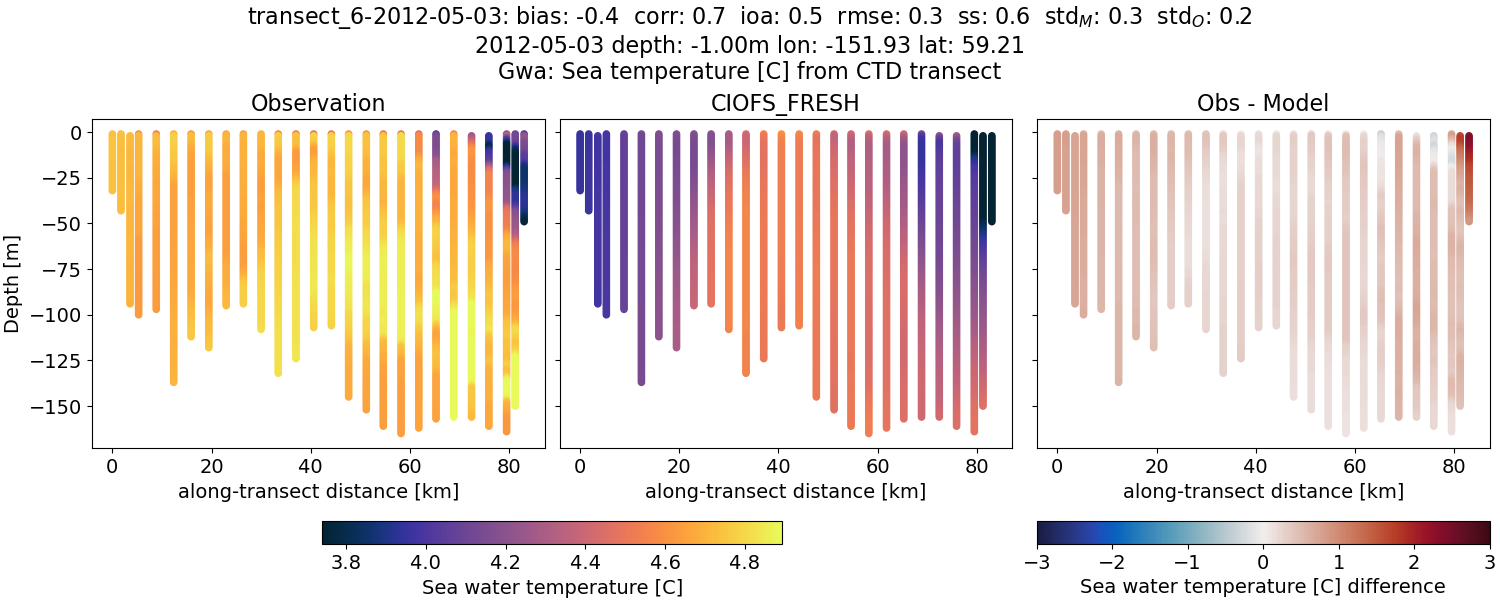 transect_6-2012-05-03: bias: -0.4  corr: 0.7  ioa: 0.5  rmse: 0.3  ss: 0.6  std_M: 0.3  std_O: 0.2
2012-05-03 depth: -1.00m lon: -151.93 lat: 59.21
Gwa: Sea temperature [C] from CTD transect
Observation
CIOFS_FRESH
Obs - Model
Depth [m]
0
−25
−50
−75
−100
−125
−150
0 20 40 60 80
0 20 40 60 80
0 20 40 60 80
along-transect distance [km]
along-transect distance [km]
along-transect distance [km]
3.8 4.0 4.2 4.4 4.6 4.8
Sea water temperature [C]
−3 −2 −1 0 1 2 3
Sea water temperature [C] difference